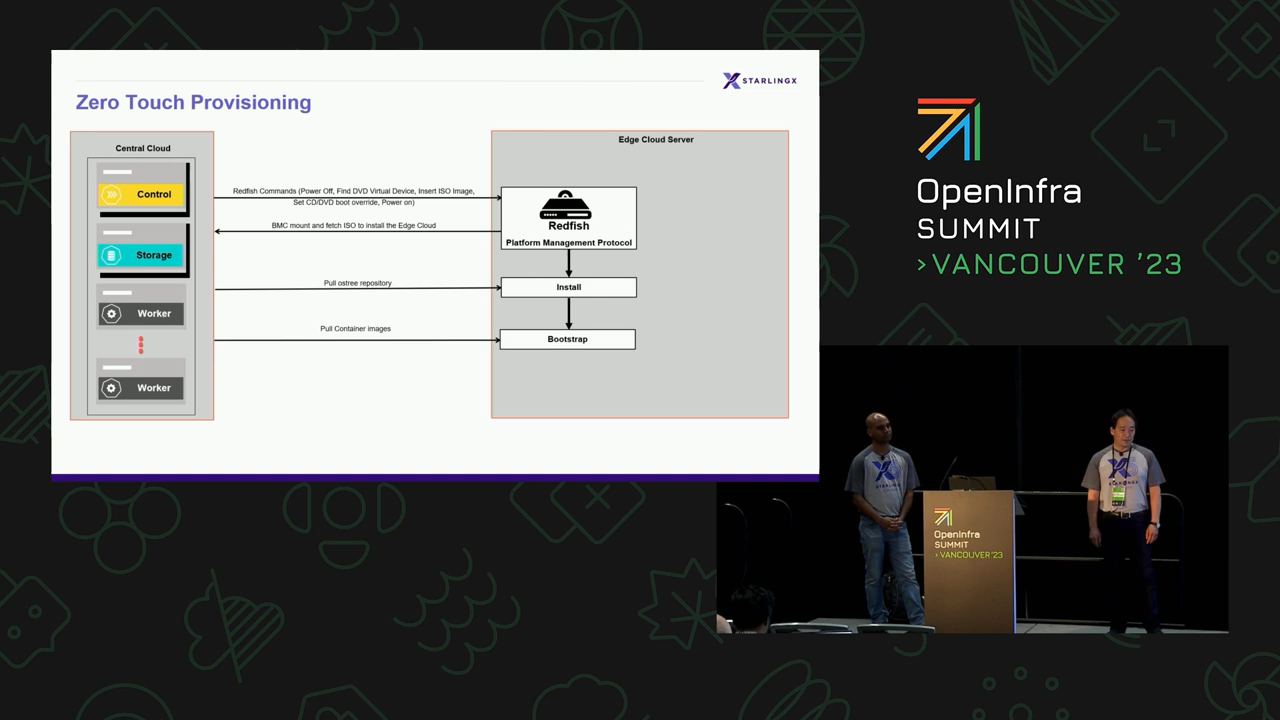 STARLINGX
Zero Touch Provisioning
Central Cloud
Control
Storage
Worker
Worker
Redfish Commands (Power Off, Find DVD Virtual Device, Insert ISO Image,
Set CD/DVD boot override, Power on)
BMC mount and fetch ISO to install the Edge Cloud
Pull ostree repository
Pull Container images
Edge Cloud Server
Redfish
Platform Management Protocol
Install
Bootstrap
OpenInfra
SUMMIT
>VANCOUVER '23
STARLINGX
OpenInfra
SUMMIT
>VANCOUVER '23
STARLINGX